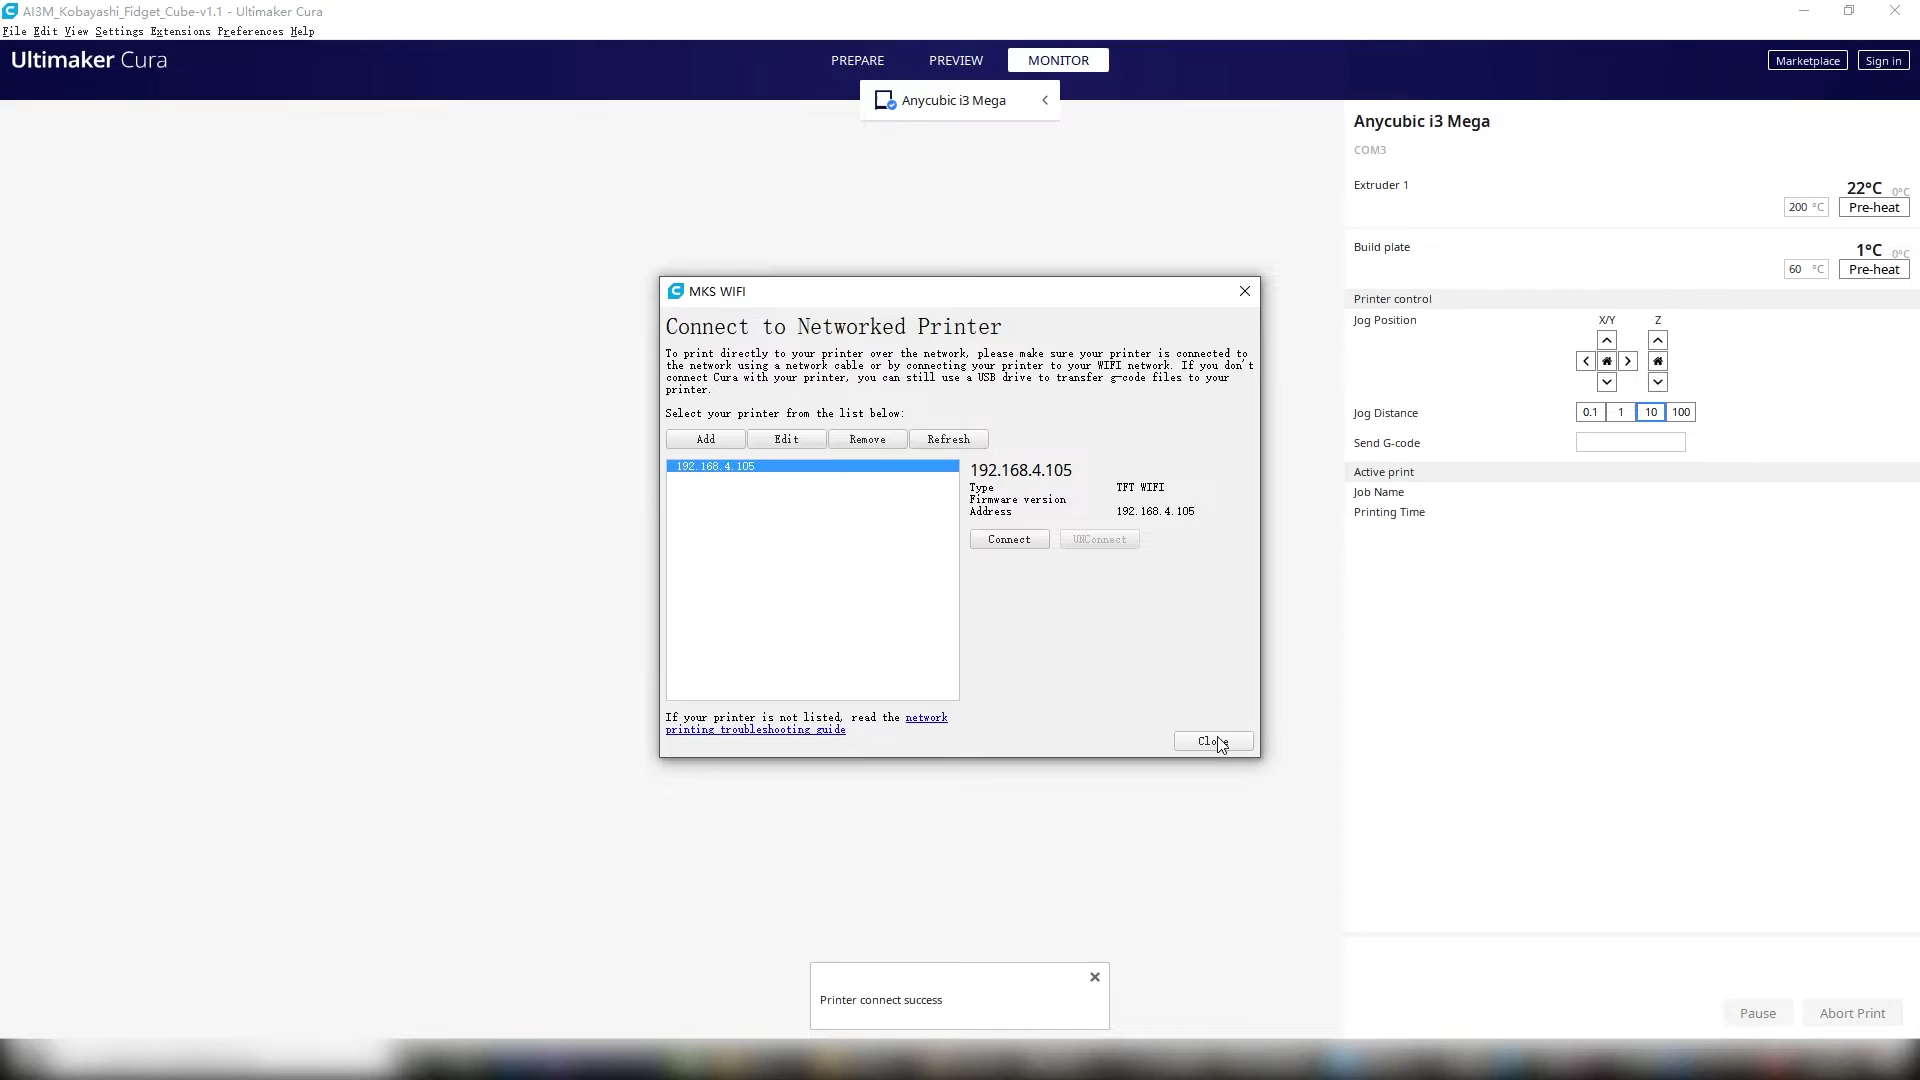 AI3M_Kobayashi_Fidget_Cube-v1.1 - Ultimaker Cura
File Edit View Settings Extensions Preferences Help
Ultimaker Cura
PREPARE PREVIEW MONITOR
Marketplace Sign in
Anycubic i3 Mega
Anycubic i3 Mega
COM3
Extruder 1
22°C 0°C
200 °C Pre-heat
Build plate
1°C 0°C
60 °C Pre-heat
Printer control
Jog Position
X/Y Z
Jog Distance
0.1 1 10 100
Send G-code
Active print
Job Name
Printing Time
MKS WIFI
Connect to Networked Printer
To print directly to your printer over the network, please make sure your printer is connected to
the network using a network cable or by connecting your printer to your WIFI network. If you don't
connect Cura with your printer, you can still use a USB drive to transfer g-code files to your
printer.
Select your printer from the list below:
Add Edit Remove Refresh
192.168.4.105
192.168.4.105
Type TFT WIFI
Firmware version
Address 192.168.4.105
Connect UNConnect
If your printer is not listed, read the network
printing troubleshooting guide
Close
Printer connect success
Pause Abort Print